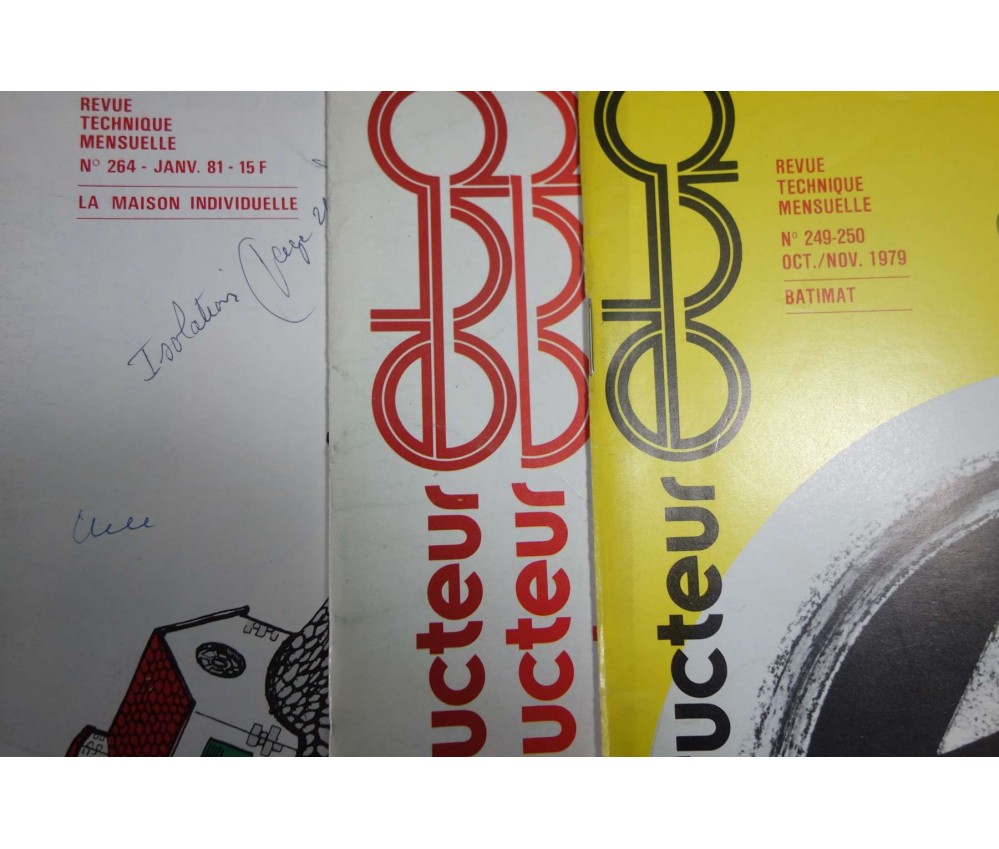 REVUE
TECHNIQUE
MENSUELLE
N° 264 - JANV. 81 - 15 F
LA MAISON INDIVIDUELLE
Isolation
page
ucteur
ucteur
ucteur
REVUE
TECHNIQUE
MENSUELLE
N° 249-250
OCT./NOV. 1979
BATIMAT